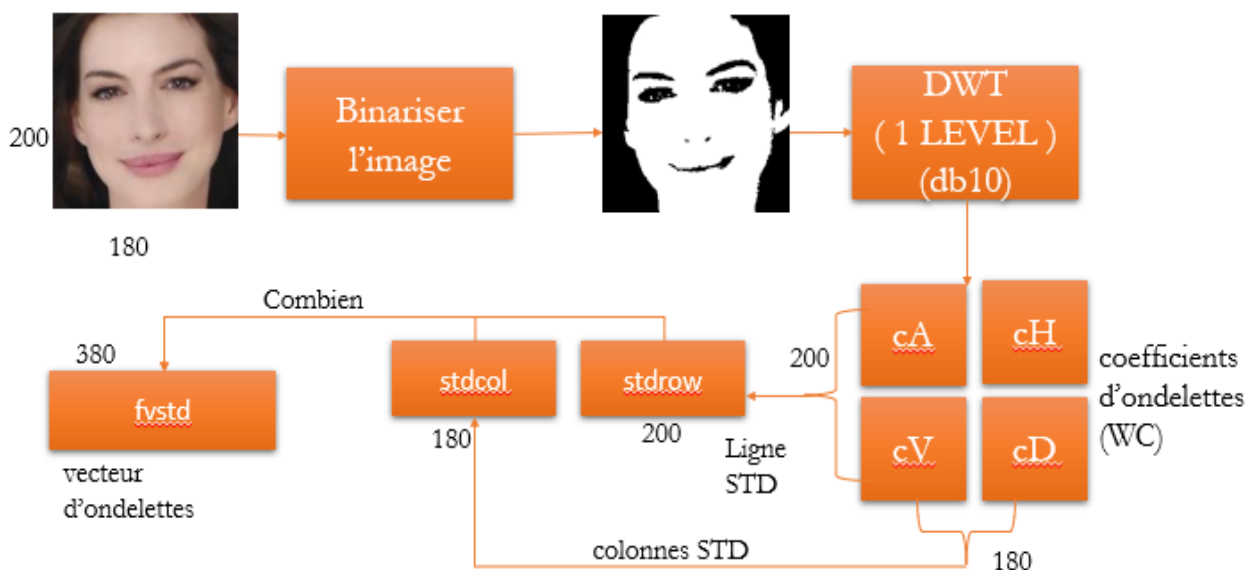 200
180
Binariser
l'image
DWT
( 1 LEVEL )
(db10)
Combien
380
fvstd
vecteur
d'ondelettes
stdcol
180
stdrow
200
Ligne
STD
200
cA
cH
cV
cD
coefficients
d'ondelettes
(WC)
colonnes STD
180